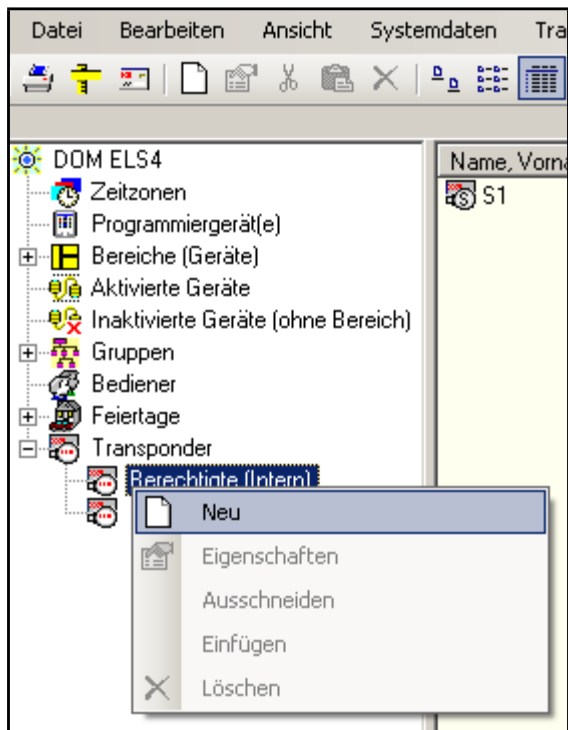 Datei Bearbeiten Ansicht Systemdaten Tra
DOM ELS4
Zeitzonen
Programmiergerät(e)
Bereiche (Geräte)
Aktivierte Geräte
Inaktivierte Geräte (ohne Bereich)
Gruppen
Bediener
Feiertage
Transponder
Berechtigte (Intern)
Neu
Eigenschaften
Ausschneiden
Einfügen
Löschen
Name, Vorna
S1